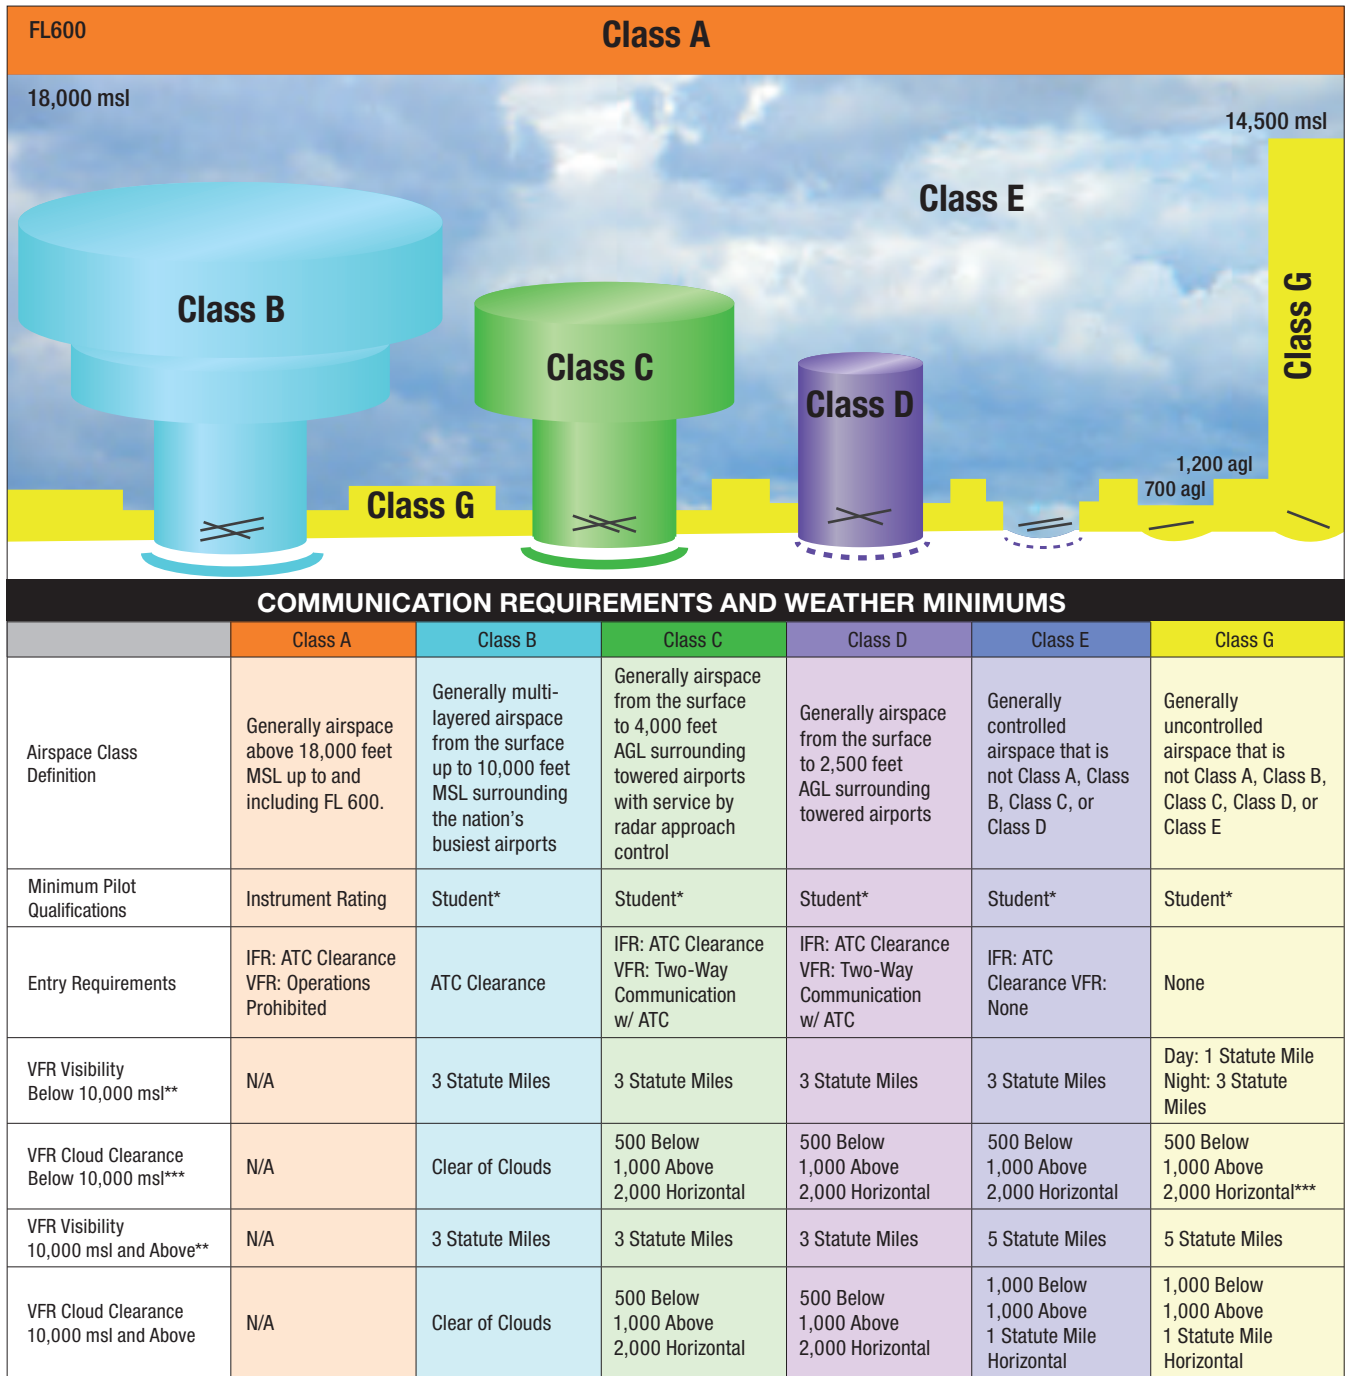 FL600
Class A
18,000 msl
14,500 msl
Class E
Class B
Class C
Class D
Class G
Class G
1,200 agl
700 agl
COMMUNICATION REQUIREMENTS AND WEATHER MINIMUMS
Class A
Class B
Class C
Class D
Class E
Class G
Airspace Class
Definition
Generally airspace
above 18,000 feet
MSL up to and
including FL 600.
Generally multi-
layered airspace
from the surface
up to 10,000 feet
MSL surrounding
the nation's
busiest airports
Generally airspace
from the surface
to 4,000 feet
AGL surrounding
towered airports
with service by
radar approach
control
Generally airspace
from the surface
to 2,500 feet
AGL surrounding
towered airports
Generally
controlled
airspace that is
not Class A, Class
B, Class C, or
Class D
Generally
uncontrolled
airspace that is
not Class A, Class B,
Class C, Class D, or
Class E
Minimum Pilot
Qualifications
Instrument Rating
Student*
Student*
Student*
Student*
Student*
Entry Requirements
IFR: ATC Clearance
VFR: Operations
Prohibited
ATC Clearance
IFR: ATC Clearance
VFR: Two-Way
Communication
w/ ATC
IFR: ATC Clearance
VFR: Two-Way
Communication
w/ ATC
IFR: ATC
Clearance VFR:
None
None
VFR Visibility
Below 10,000 msl**
N/A
3 Statute Miles
3 Statute Miles
3 Statute Miles
3 Statute Miles
Day: 1 Statute Mile
Night: 3 Statute
Miles
VFR Cloud Clearance
Below 10,000 msl***
N/A
Clear of Clouds
500 Below
1,000 Above
2,000 Horizontal
500 Below
1,000 Above
2,000 Horizontal
500 Below
1,000 Above
2,000 Horizontal
500 Below
1,000 Above
2,000 Horizontal***
VFR Visibility
10,000 msl and Above**
N/A
3 Statute Miles
3 Statute Miles
3 Statute Miles
5 Statute Miles
5 Statute Miles
VFR Cloud Clearance
10,000 msl and Above
N/A
Clear of Clouds
500 Below
1,000 Above
2,000 Horizontal
500 Below
1,000 Above
2,000 Horizontal
1,000 Below
1,000 Above
1 Statute Mile
Horizontal
1,000 Below
1,000 Above
1 Statute Mile
Horizontal